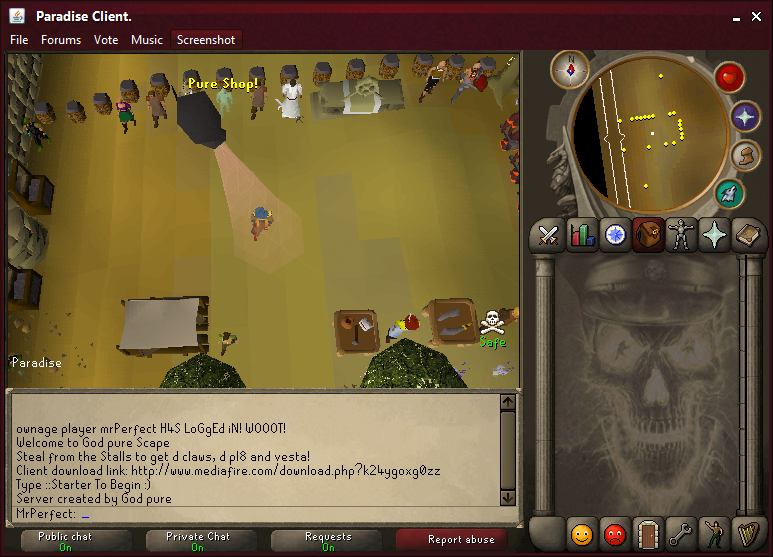 Paradise Client.
File Forums Vote Music Screenshot
Pure Shop!
N
Safe
Paradise
ownage player mrPerfect H4S LoGgEd iN! WOOOT!
Welcome to God pure Scape
Steal from the Stalls to get d claws, d pl8 and vesta!
Client download link: http://www.mediafire.com/download.php?k24ygoxg0zz
Type ::Starter To Begin :)
Server created by God pure
MrPerfect: _
Public chat Private Chat Requests Report abuse
On On On